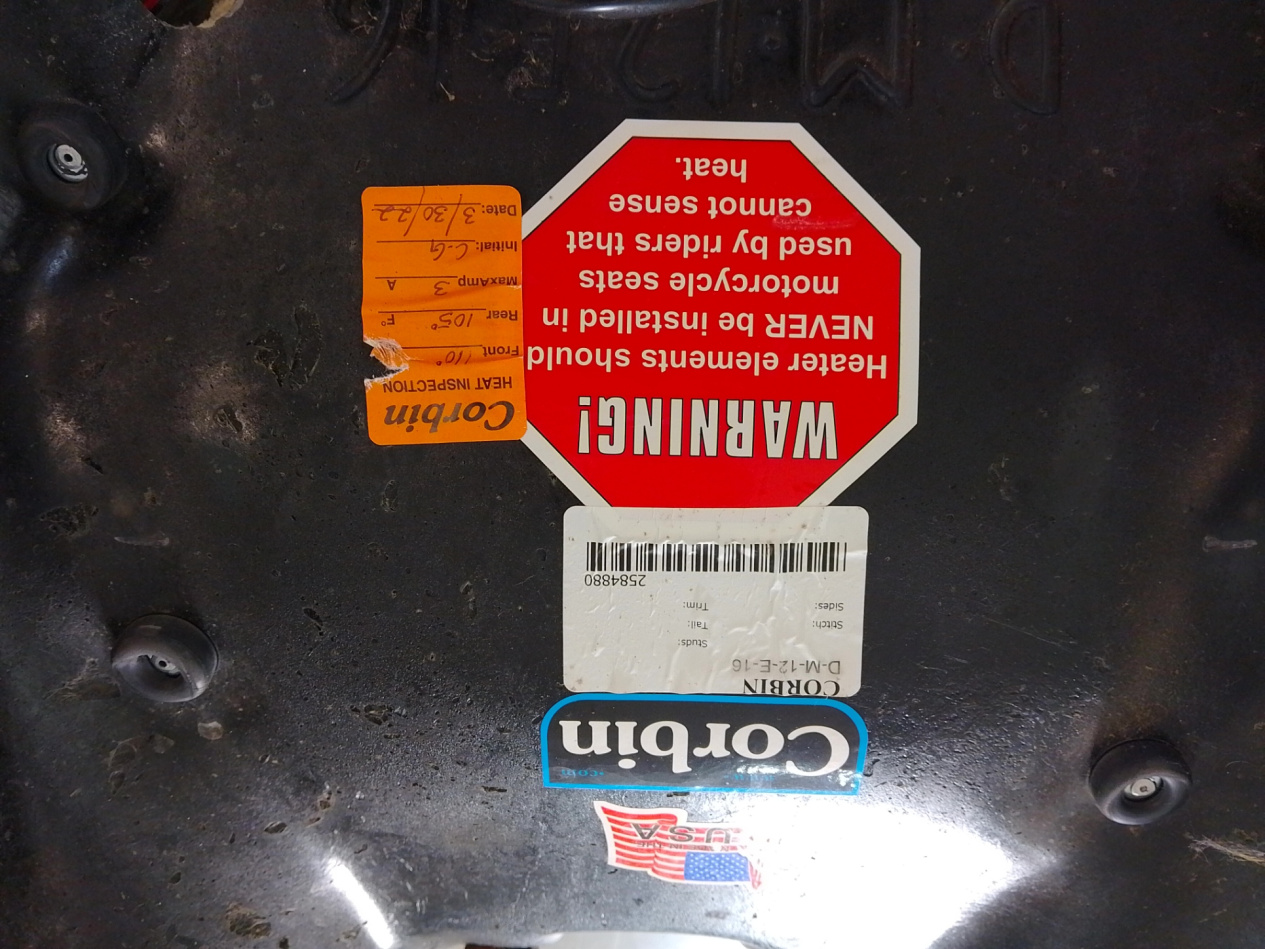 Corbin
.com
USA
CORBIN
D-M-12-E-16
Studs:
Stitch: Tail:
Sides: Trim:
2584880
WARNING!
Heater elements should
NEVER be installed in
motorcycle seats
used by riders that
cannot sense
heat.
Corbin
HEAT INSPECTION
Front 110°
Rear 105° F°
MaxAmp 3 A
Initial: C-G
Date: 3/30/22